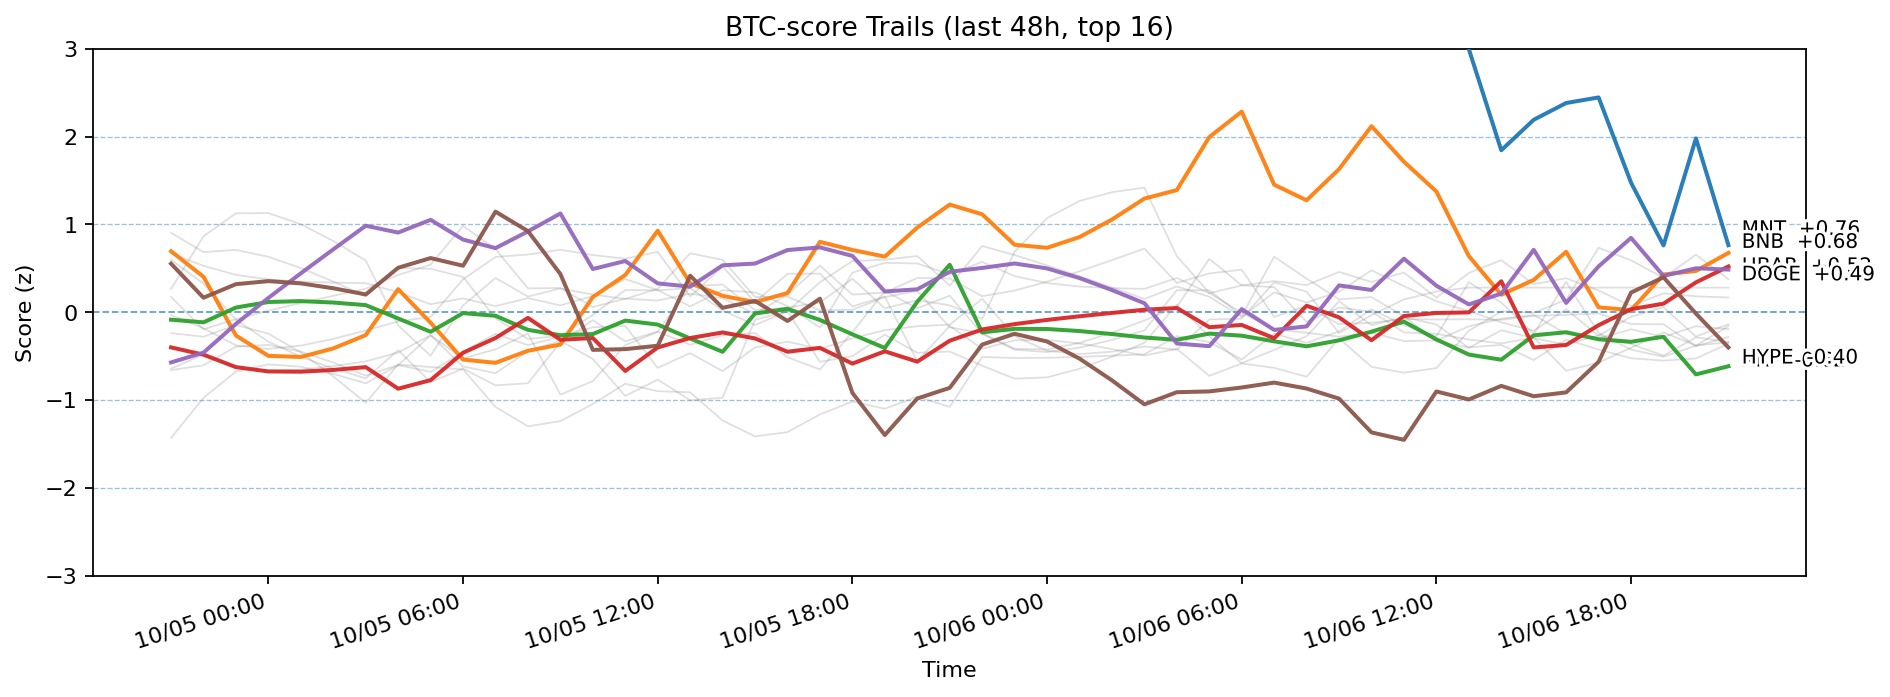 BTC-score Trails (last 48h, top 16)
Score (z)
3
2
1
0
−1
−2
−3
MNT +0.76
BNB +0.68
DOGE +0.49
HYPE
10/05 00:00
10/05 06:00
10/05 12:00
10/05 18:00
10/06 00:00
10/06 06:00
10/06 12:00
10/06 18:00
Time